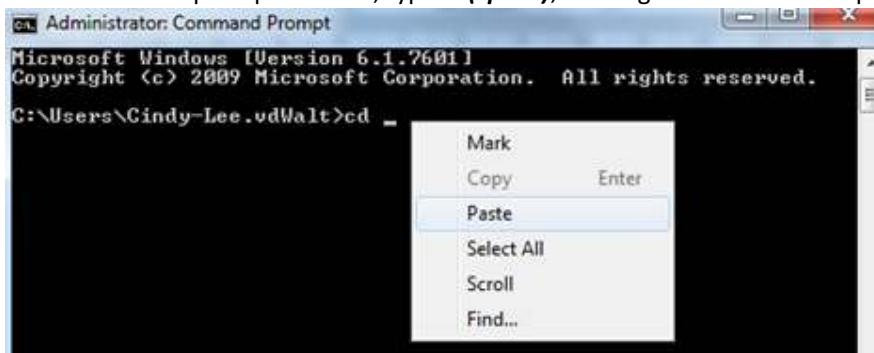 Administrator: Command Prompt
Microsoft Windows [Version 6.1.7601]
Copyright (c) 2009 Microsoft Corporation. All rights reserved.
C:\Users\Cindy-Lee.vdWalt>cd _
Mark
Copy Enter
Paste
Select All
Scroll
Find...